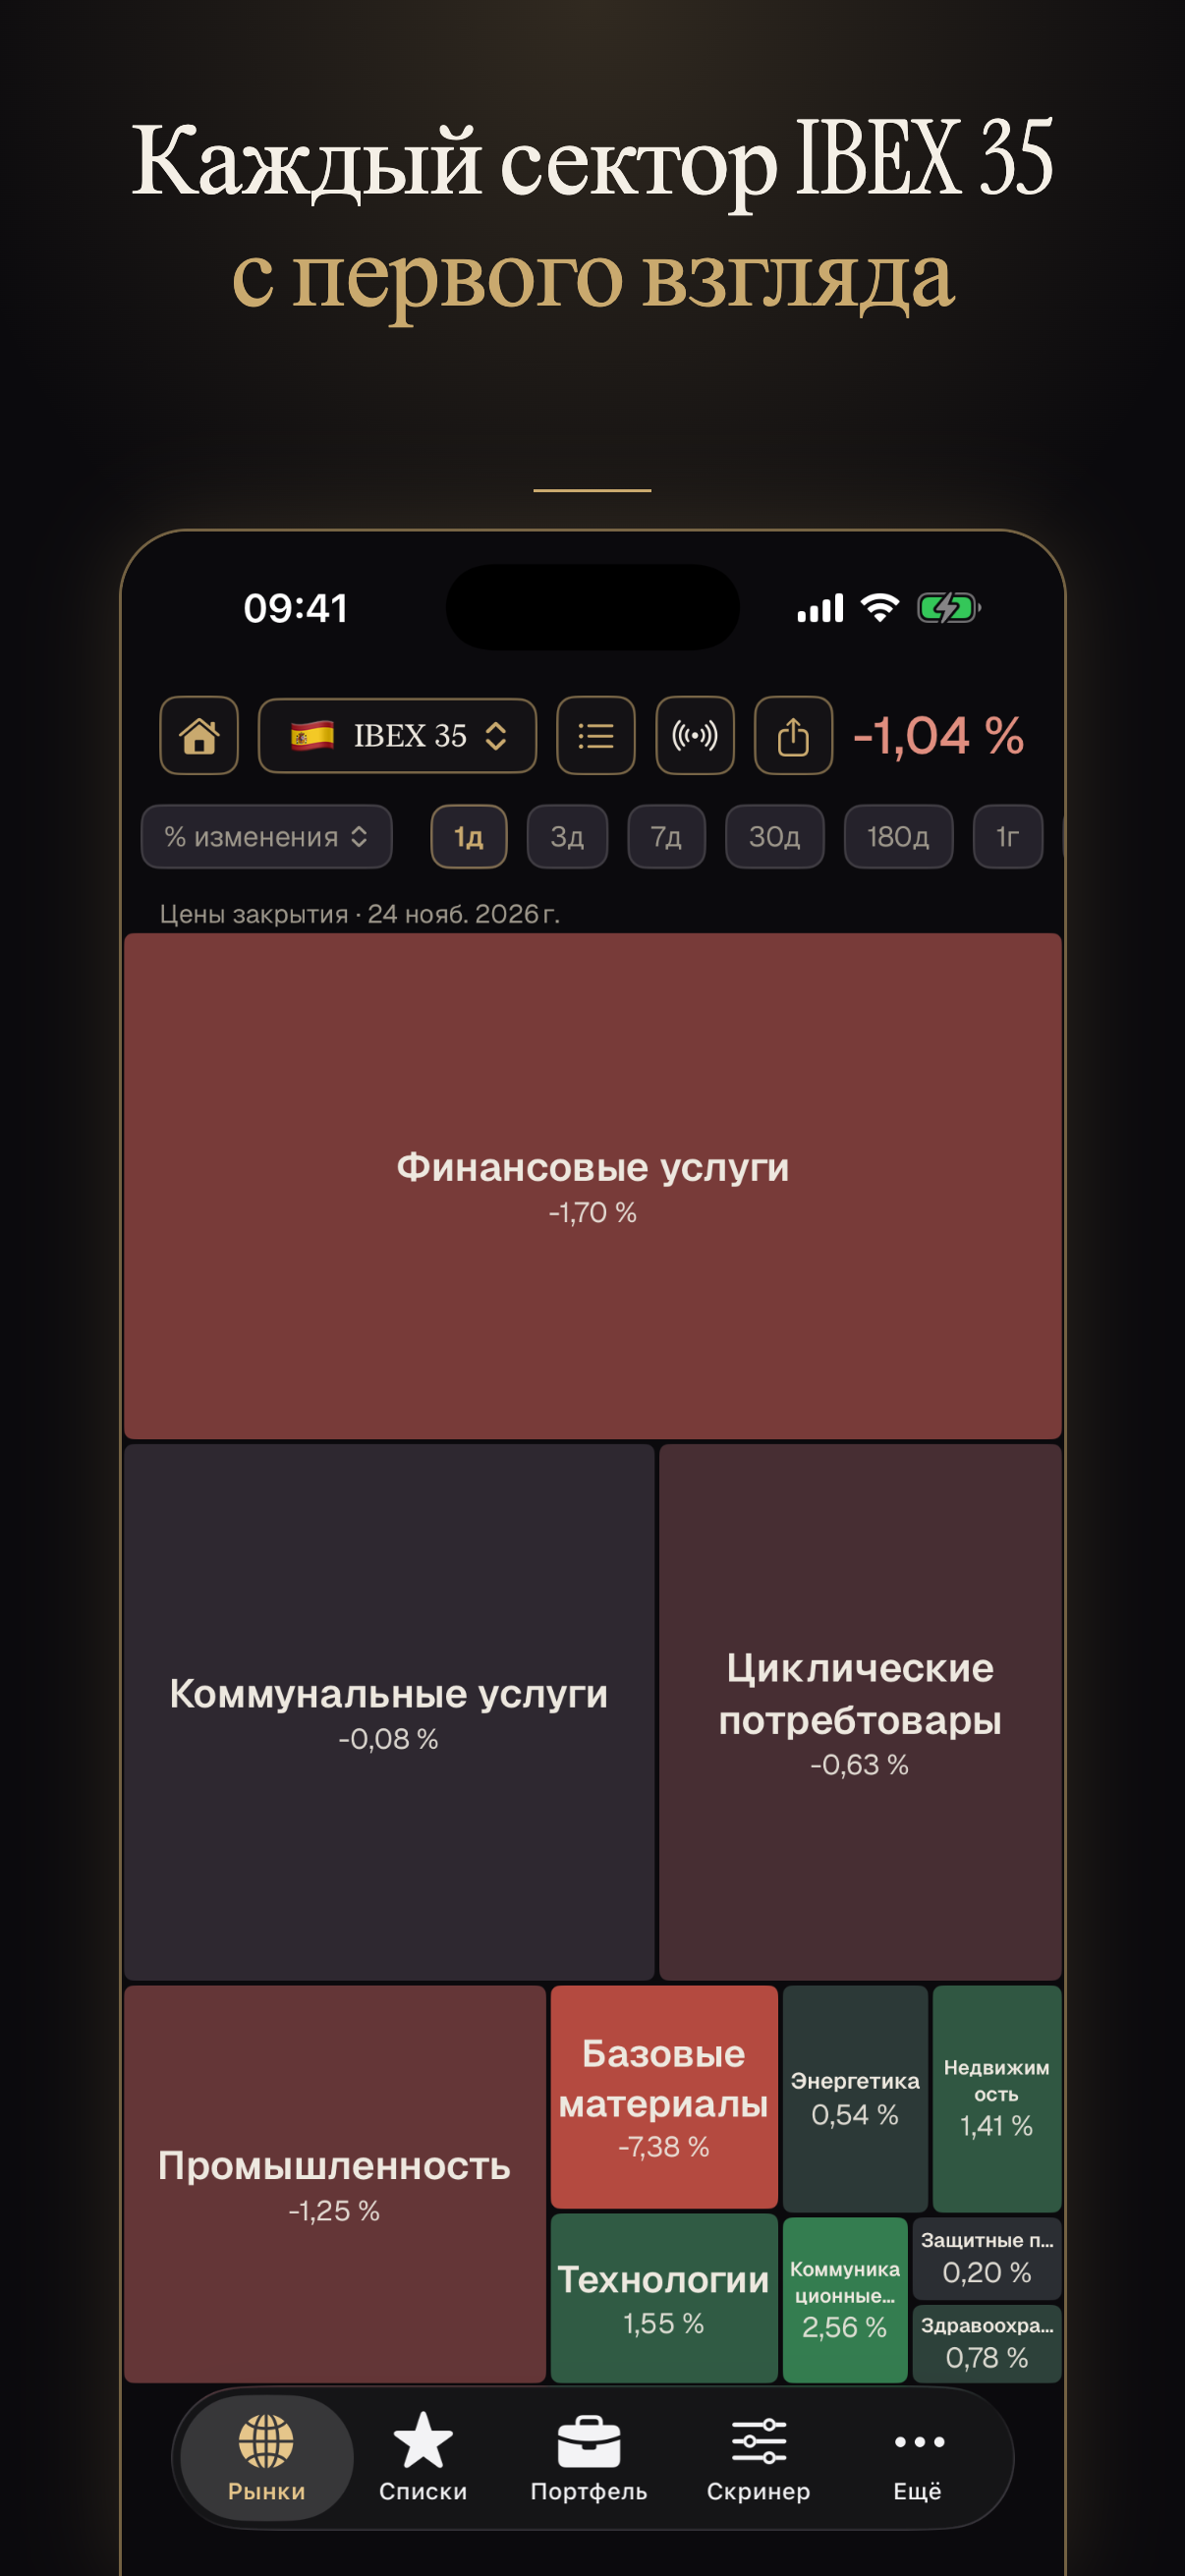 Каждый сектор IBEX 35
с первого взгляда
09:41
IBEX 35
-1,04 %
% изменения
1д
3д
7д
30д
180д
1г
Цены закрытия · 24 нояб. 2026 г.
Финансовые услуги
-1,70 %
Коммунальные услуги
-0,08 %
Циклические
потребтовары
-0,63 %
Промышленность
-1,25 %
Базовые
материалы
-7,38 %
Энергетика
0,54 %
Недвижим
ость
1,41 %
Технологии
1,55 %
Коммуника
ционные...
2,56 %
Защитные п...
0,20 %
Здравоохра...
0,78 %
Рынки
Списки
Портфель
Скринер
Ещё